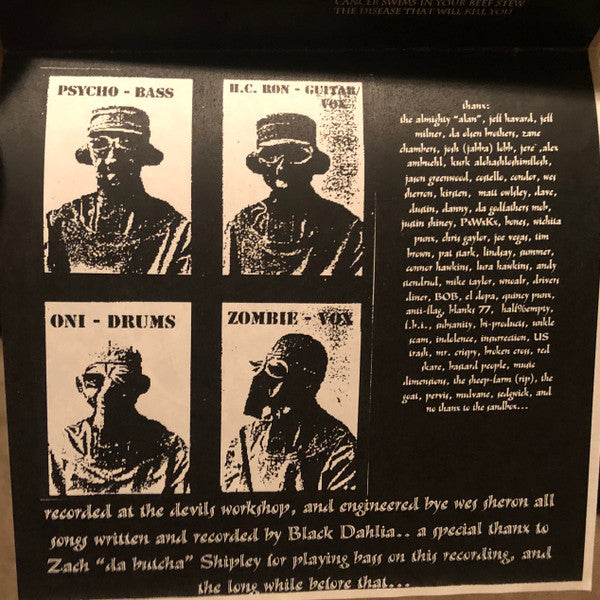 CANCER SWIMS IN YOUR BEEF STEW
THE DISEASE THAT WILL KILL YOU
PSYCHO - BASS
H.C. RON - GUITAR/
VOX
ONI - DRUMS
ZOMBIE - VOX
thanx:
the almighty "alan", jeff havard, jeff
milner, da olsen brothers, zane
chambers, josh (jabba) lobb, jere', alex
ambuehl, kurk
jason greenwood, costello, condor, wes
sherron, kirsten, matt owsley, dave,
dustin, danny, da godfathers mob,
justin shiney, PsWsKs, bones, wichita
punx, chris gaylor, joe vegas, tim
brown, pat stark, lindsay, summer,
connor hawkins, lura hawkins, andy
stendrud, mike taylor, wnoalr, drivers
diner, BOB, el dopa, quincy punx,
anti-flag, blanks 77, half%empty,
f.b.i., subsanity, bi-products, unkle
scam, indolence, insurrection, US
trash, mr. crispy, broken cross, red
skare, bastard people, music
dimensions, the sheep-farm (rip), the
goat, pervis, mulvane, sedgwick, and
no thanx to the sandbox...
recorded at the devils workshop, and engineered bye wes sheron all
songs written and recorded by Black Dahlia.. a special thanx to
Zach "da butcha" Shipley for playing bass on this recording, and
the long while before that...